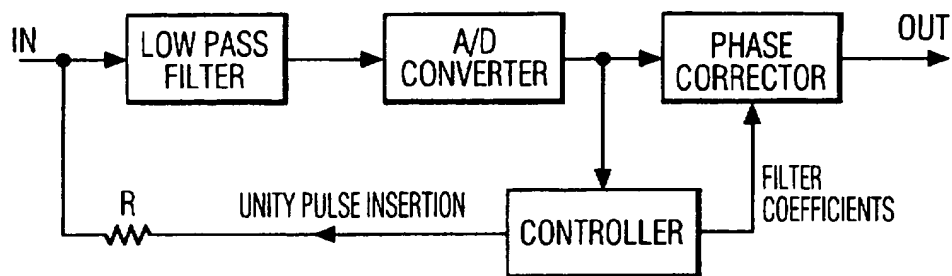 IN
LOW PASS
FILTER
A/D
CONVERTER
PHASE
CORRECTOR
OUT
R
UNITY PULSE INSERTION
CONTROLLER
FILTER
COEFFICIENTS